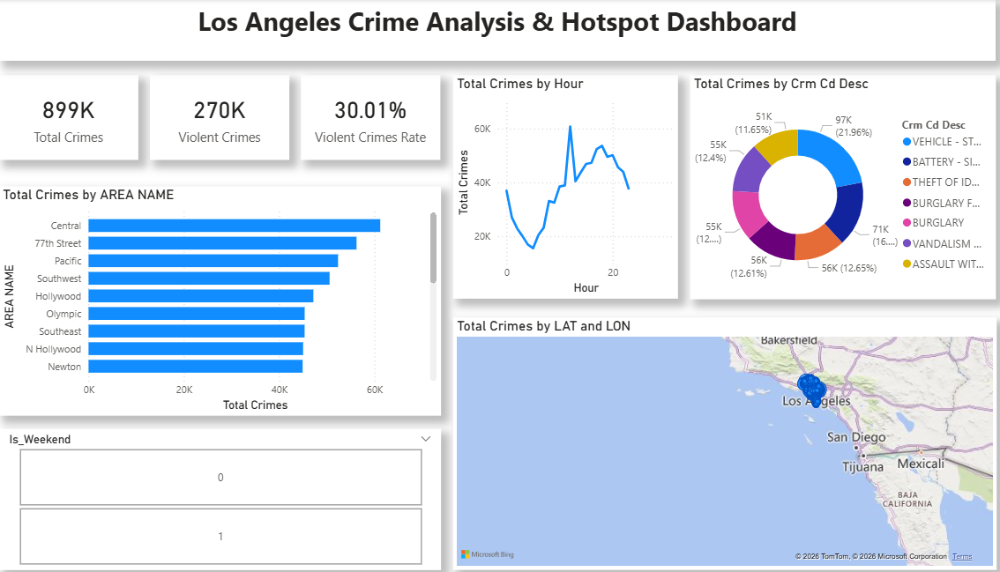 Los Angeles Crime Analysis & Hotspot Dashboard
899K
Total Crimes
270K
Violent Crimes
30.01%
Violent Crimes Rate
Total Crimes by AREA NAME
AREA NAME
Central
77th Street
Pacific
Southwest
Hollywood
Olympic
Southeast
N Hollywood
Newton
0K
20K
40K
60K
Total Crimes
Is_Weekend
0
1
Total Crimes by Hour
Total Crimes
60K
40K
20K
0
20
Hour
Total Crimes by Crm Cd Desc
97K
(21.96%)
71K
(16....)
56K (12.65%)
56K
(12.61%)
55K
(12....)
55K
(12.4%)
51K
(11.65%)
Crm Cd Desc
VEHICLE - ST...
BATTERY - SI...
THEFT OF ID...
BURGLARY F...
BURGLARY
VANDALISM ...
ASSAULT WIT...
Total Crimes by LAT and LON
Bakersfield
Los Angeles
San Diego
Tijuana
Mexicali
BAJA
CALIFORNIA
Microsoft Bing
© 2026 TomTom, © 2026 Microsoft Corporation Terms